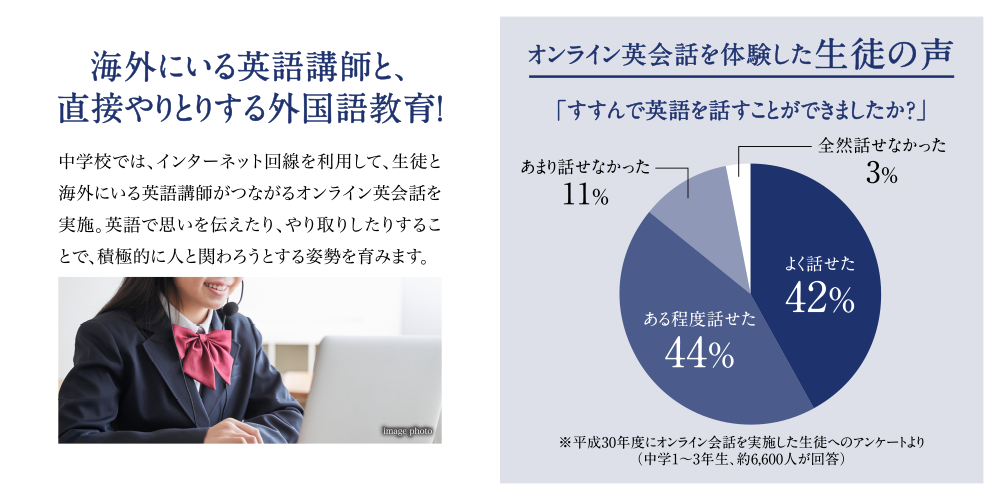 海外にいる英語講師と、
直接やりとりする外国語教育!
中学校では、インターネット回線を利用して、生徒と
海外にいる英語講師がつながるオンライン英会話を
実施。英語で思いを伝えたり、やり取りしたりするこ
とで、積極的に人と関わろうとする姿勢を育みます。
image photo
オンライン英会話を体験した生徒の声
「すすんで英語を話すことができましたか?」
全然話せなかった
3%
あまり話せなかった
11%
よく話せた
42%
ある程度話せた
44%
※平成30年度にオンライン会話を実施した生徒へのアンケートより
(中学1〜3年生、約6,600人が回答)